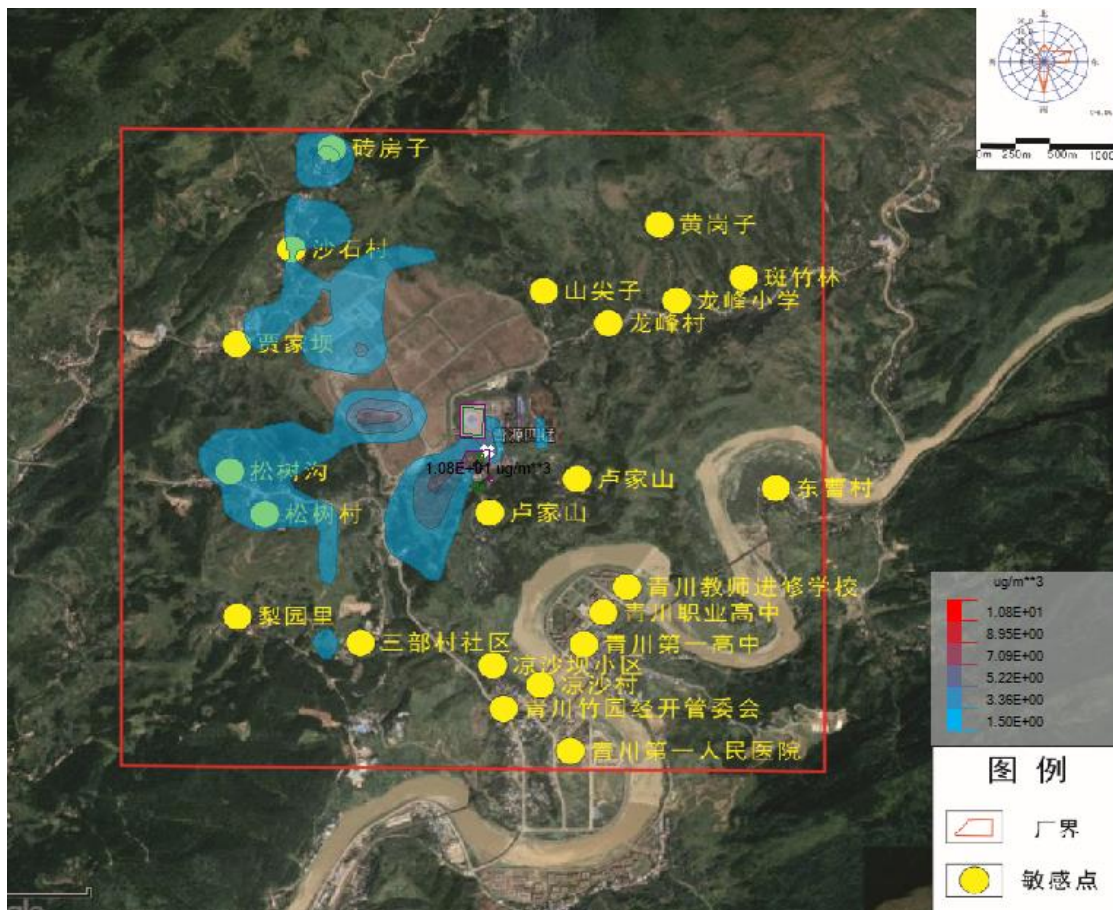 北
东
南
0m 250m 500m 1000
砖房子
黄岗子
沙石村
斑竹林
山尖子
龙峰小学
龙峰村
贾家坝
1.08E+01 ug/m**3
松树沟
卢家山
东曹村
松树村
卢家山
青川教师进修学校
青川职业高中
梨园里
三部村社区
青川第一高中
凉沙坝小区
凉沙村
青川竹园经开管委会
青川第一人民医院
ug/m**3
1.08E+01
8.95E+00
7.09E+00
5.22E+00
3.36E+00
1.50E+00
图例
厂界
敏感点